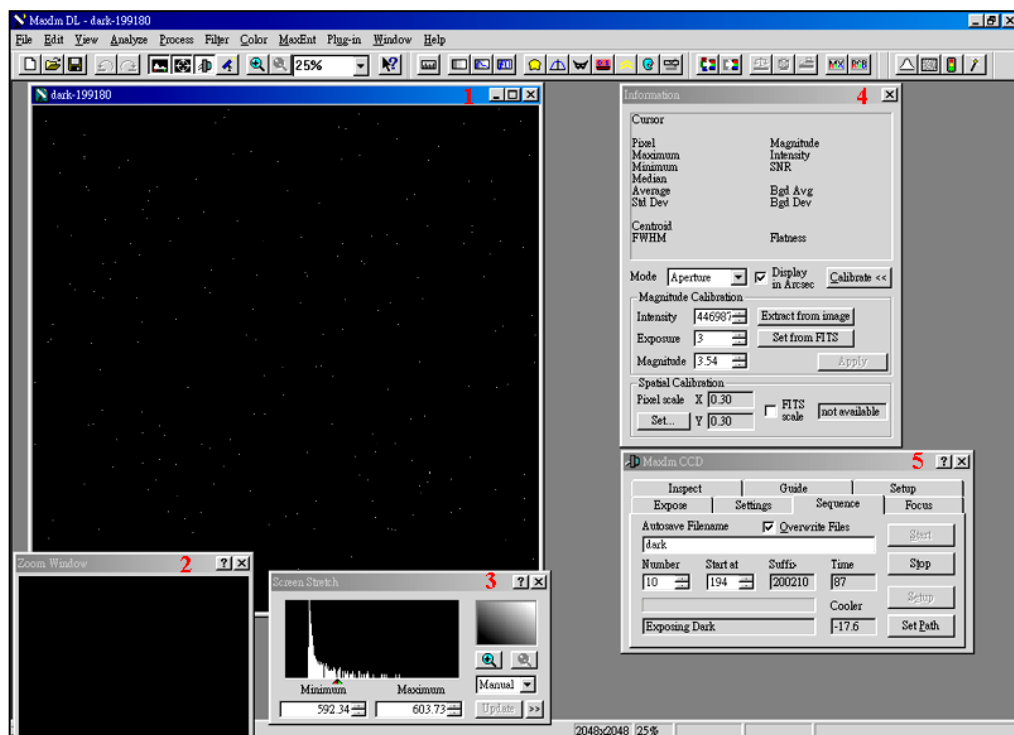 MaxIm DL - dark-199180
File Edit View Analyze Process Filter Color MaxEnt Plug-in Window Help
25%
dark-199180 1
Information 4
Cursor
Pixel Magnitude
Maximum Intensity
Minimum SNR
Median
Average Bgd Avg
Std Dev Bgd Dev
Centroid
FWHM Flatness
Mode Aperture Display in Arcsec Calibrate <<
Magnitude Calibration
Intensity 446987 Extract from image
Exposure 3 Set from FITS
Magnitude 3.54 Apply
Spatial Calibration
Pixel scale X 0.30 FITS scale not available
Set... Y 0.30
MaxIm CCD 5 ?
Inspect Guide Setup
Expose Settings Sequence Focus
Autosave Filename Overwrite Files Start
dark
Number Start at Suffix Time Stop
10 194 200210 87
Cooler Setup
Exposing Dark -17.6 Set Path
Zoom Window 2 ?
Screen Stretch 3 ?
Minimum Maximum Manual
592.34 603.73 Update >>
2048x2048 25%